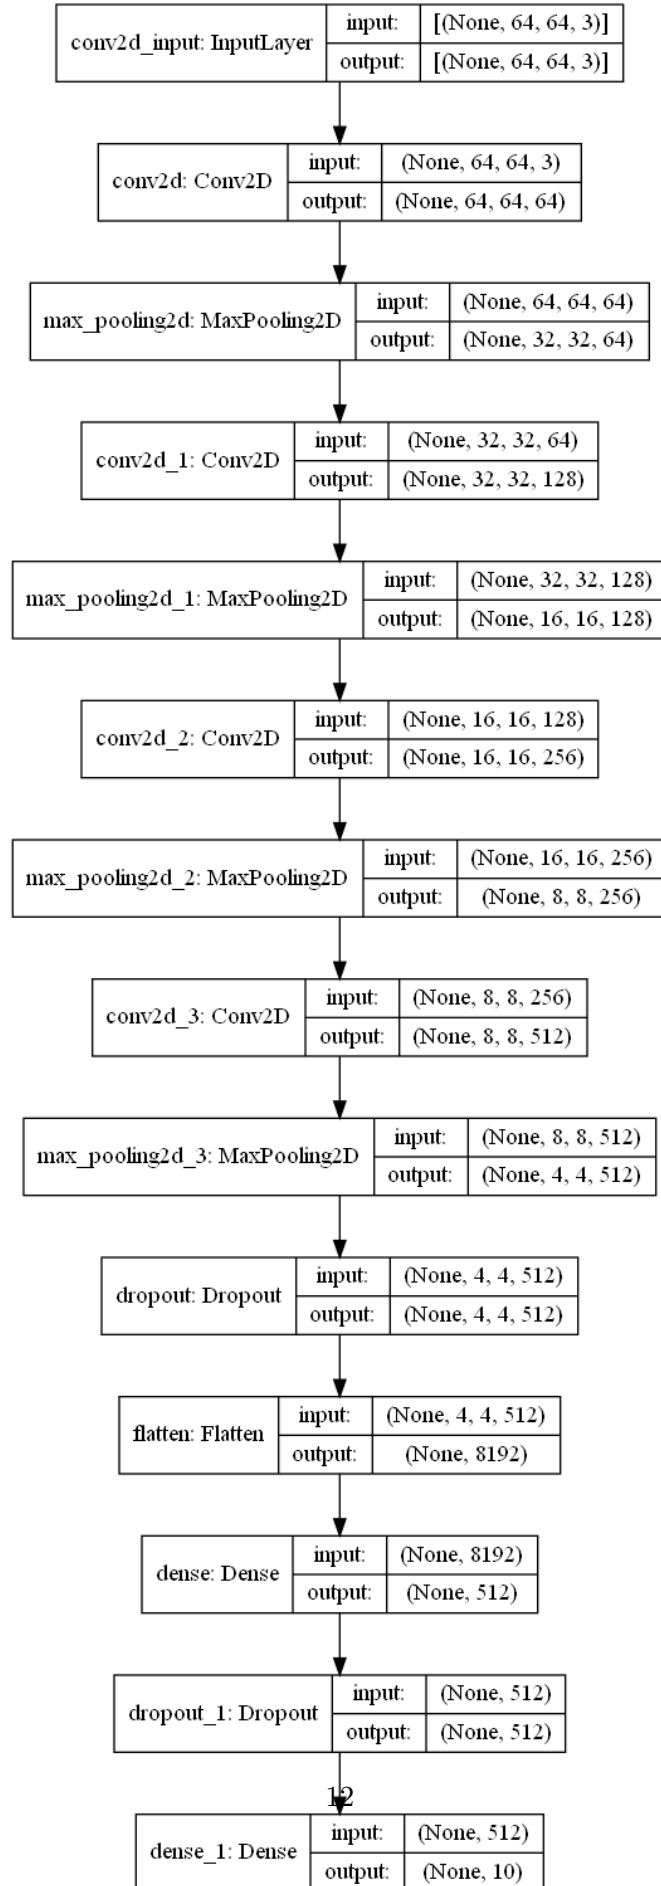 conv2d_input: InputLayer input: [(None, 64, 64, 3)]
output: [(None, 64, 64, 3)]
conv2d: Conv2D input: (None, 64, 64, 3)
output: (None, 64, 64, 64)
max_pooling2d: MaxPooling2D input: (None, 64, 64, 64)
output: (None, 32, 32, 64)
conv2d_1: Conv2D input: (None, 32, 32, 64)
output: (None, 32, 32, 128)
max_pooling2d_1: MaxPooling2D input: (None, 32, 32, 128)
output: (None, 16, 16, 128)
conv2d_2: Conv2D input: (None, 16, 16, 128)
output: (None, 16, 16, 256)
max_pooling2d_2: MaxPooling2D input: (None, 16, 16, 256)
output: (None, 8, 8, 256)
conv2d_3: Conv2D input: (None, 8, 8, 256)
output: (None, 8, 8, 512)
max_pooling2d_3: MaxPooling2D input: (None, 8, 8, 512)
output: (None, 4, 4, 512)
dropout: Dropout input: (None, 4, 4, 512)
output: (None, 4, 4, 512)
flatten: Flatten input: (None, 4, 4, 512)
output: (None, 8192)
dense: Dense input: (None, 8192)
output: (None, 512)
dropout_1: Dropout input: (None, 512)
output: (None, 512)
12
dense_1: Dense input: (None, 512)
output: (None, 10)